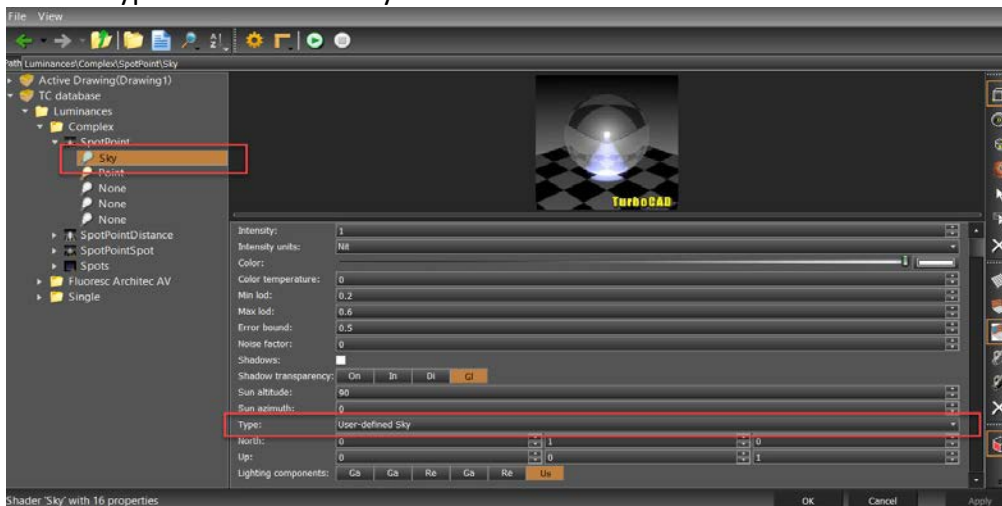 File View
Path Luminances\Complex\SpotPoint\Sky
Active Drawing(Drawing1)
TC database
Luminances
Complex
SpotPoint
Sky
Point
None
None
None
SpotPointDistance
SpotPointSpot
Spots
Fluoresc Architec AV
Single
TurboCAD
Intensity: 1
Intensity units: Nit
Color:
Color temperature: 0
Min lod: 0.2
Max lod: 0.6
Error bound: 0.5
Noise factor: 0
Shadows:
Shadow transparency: On In Di Gl
Sun altitude: 90
Sun azimuth: 0
Type: User-defined Sky
North: 0 1 0
Up: 0 0 1
Lighting components: Ga Ga Re Ga Re Us
Shader 'Sky' with 16 properties
OK Cancel Apply